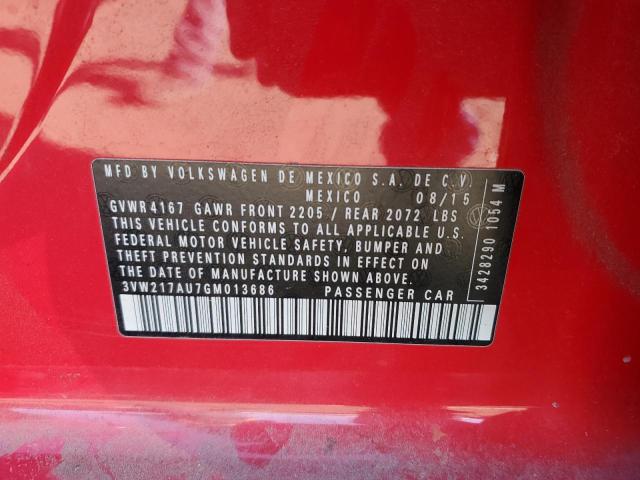 MFD BY VOLKSWAGEN DE MEXICO S.A. DE C.V.
MEXICO 08/15
GVWR 4167 GAWR FRONT 2205 / REAR 2072 LBS
THIS VEHICLE CONFORMS TO ALL APPLICABLE U.S.
FEDERAL MOTOR VEHICLE SAFETY, BUMPER AND
THEFT PREVENTION STANDARDS IN EFFECT ON
THE DATE OF MANUFACTURE SHOWN ABOVE.
3VW217AU7GM013686 PASSENGER CAR
3428290 1054 M